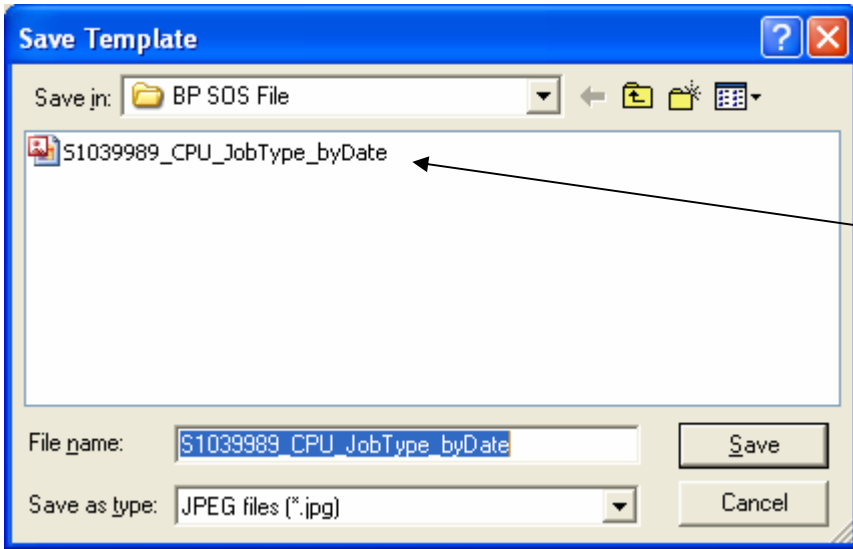 Save Template
Save in: BP SOS File
S1039989_CPU_JobType_byDate
File name: S1039989_CPU_JobType_byDate Save
Save as type: JPEG files (*.jpg) Cancel